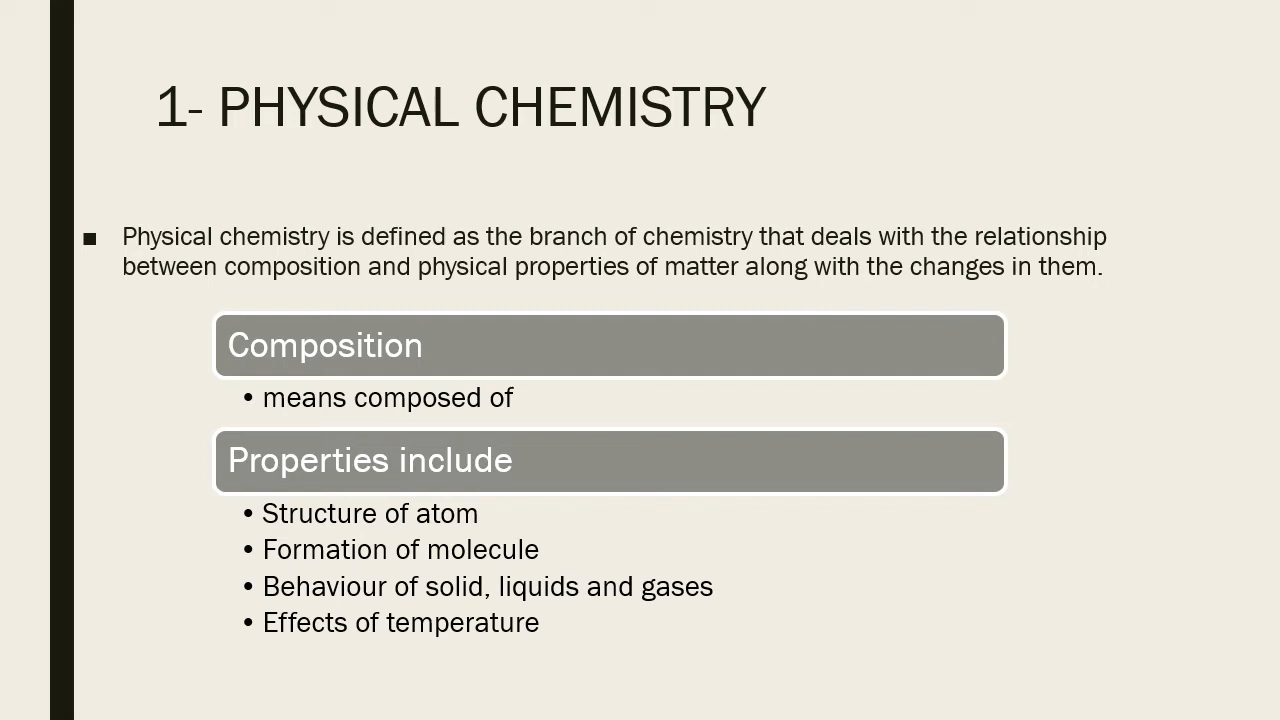 1- PHYSICAL CHEMISTRY
■ Physical chemistry is defined as the branch of chemistry that deals with the relationship
between composition and physical properties of matter along with the changes in them.
Composition
• means composed of
Properties include
• Structure of atom
• Formation of molecule
• Behaviour of solid, liquids and gases
• Effects of temperature